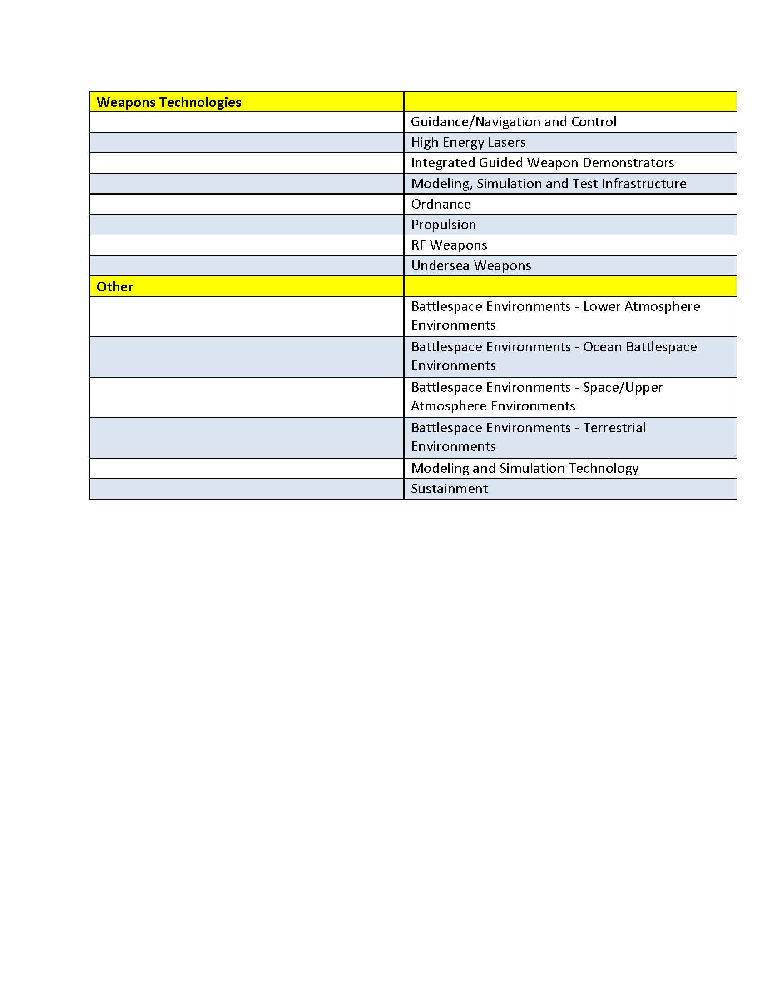 Weapons Technologies
Guidance/Navigation and Control
High Energy Lasers
Integrated Guided Weapon Demonstrators
Modeling, Simulation and Test Infrastructure
Ordnance
Propulsion
RF Weapons
Undersea Weapons
Other
Battlespace Environments - Lower Atmosphere
Environments
Battlespace Environments - Ocean Battlespace
Environments
Battlespace Environments - Space/Upper
Atmosphere Environments
Battlespace Environments - Terrestrial
Environments
Modeling and Simulation Technology
Sustainment